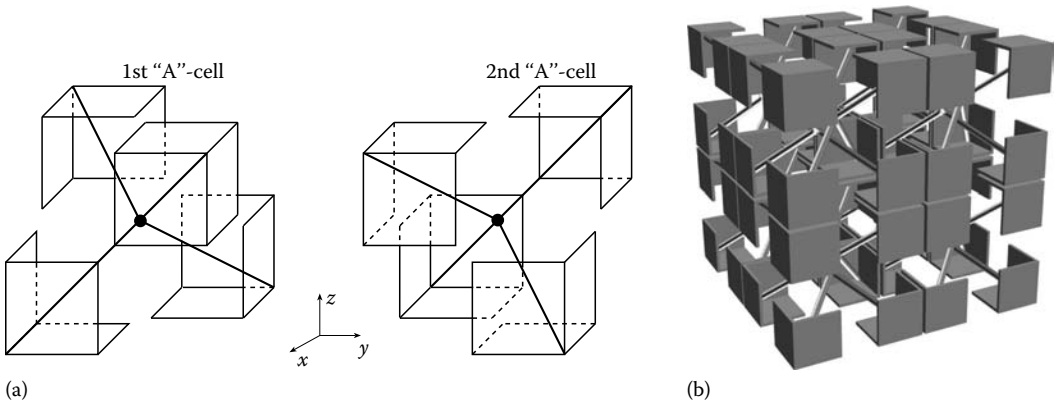 1st “A”-cell
2nd “A”-cell
z
y
x
(a)
(b)